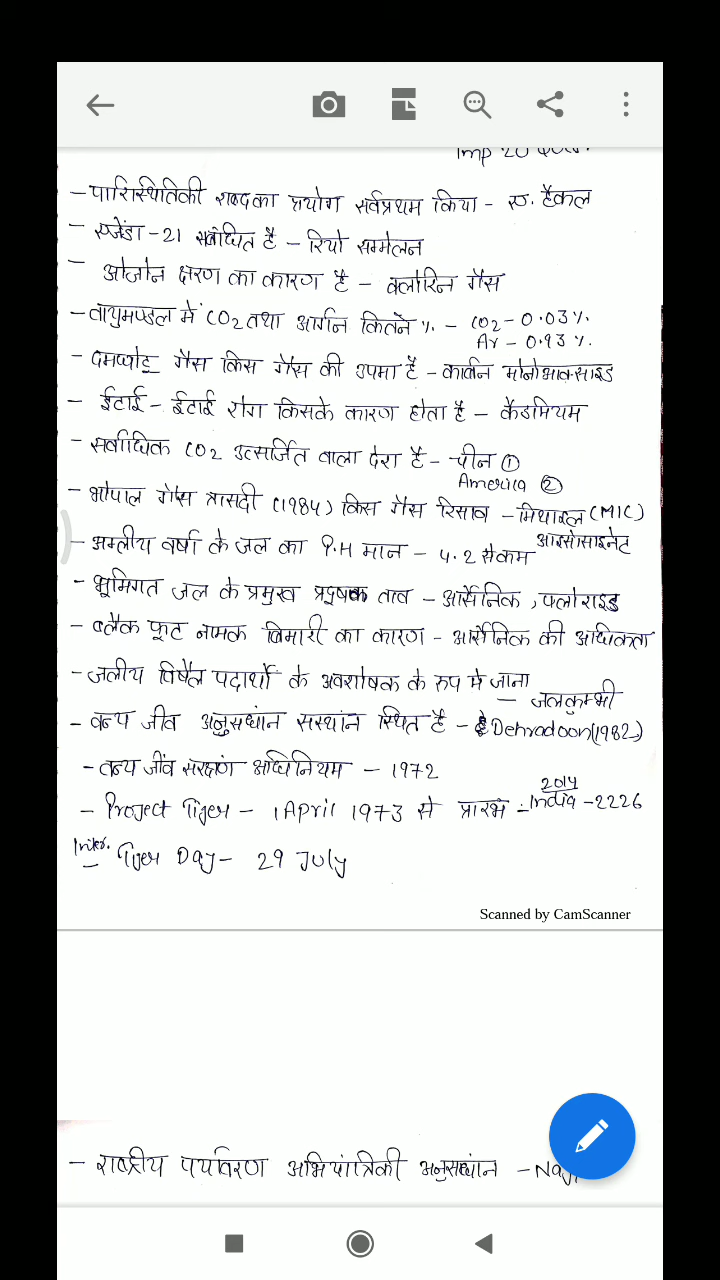 Imp 20
- पारिस्थितिकी शब्द का प्रयोग सर्वप्रथम किया - ए. हैकल
- एजेंडा -21 संबंधित है - रियो सम्मेलन
- ओजोन क्षरण का कारण है - क्लोरिन गैस
- वायुमण्डल में CO2 तथा आर्गन कितने % - CO2 - 0.03 %
Ar - 0.93 %
- दमघोटू गैस किस गैस की उपमा है - कार्बन मोनोआक्साइड
- ईटाई - ईटाई रोग किसके कारण होता है - कैडमियम
- सर्वाधिक CO2 उत्सर्जित वाला देश है - चीन ①
America ②
- भोपाल गैस त्रासदी (1984) किस गैस रिसाव - मिथाइल (MIC)
आइसोसाइनेट
- अम्लीय वर्षा के जल का P.H मान - 4.2 से कम
- भूमिगत जल के प्रमुख प्रदूषक तत्व - आर्सेनिक, फ्लोराइड
- ब्लैक फूट नामक बिमारी का कारण - आर्सेनिक की अधिकता
- जलीय विषैल पदार्थो के अवशोषक के रुप मे जाना
- जलकुम्भी
- वन्य जीव अनुसंधान संस्थान स्थित है - Dehradoon(1982)
- वन्य जीव संरक्षण अधिनियम - 1972
- Project Tiger - 1 April 1973 से प्रारंभ - 2014 India - 2226
- Inter. Tiger Day - 29 July
Scanned by CamScanner
- राष्ट्रीय पर्यावरण अभियांत्रिकी अनुसंधान -